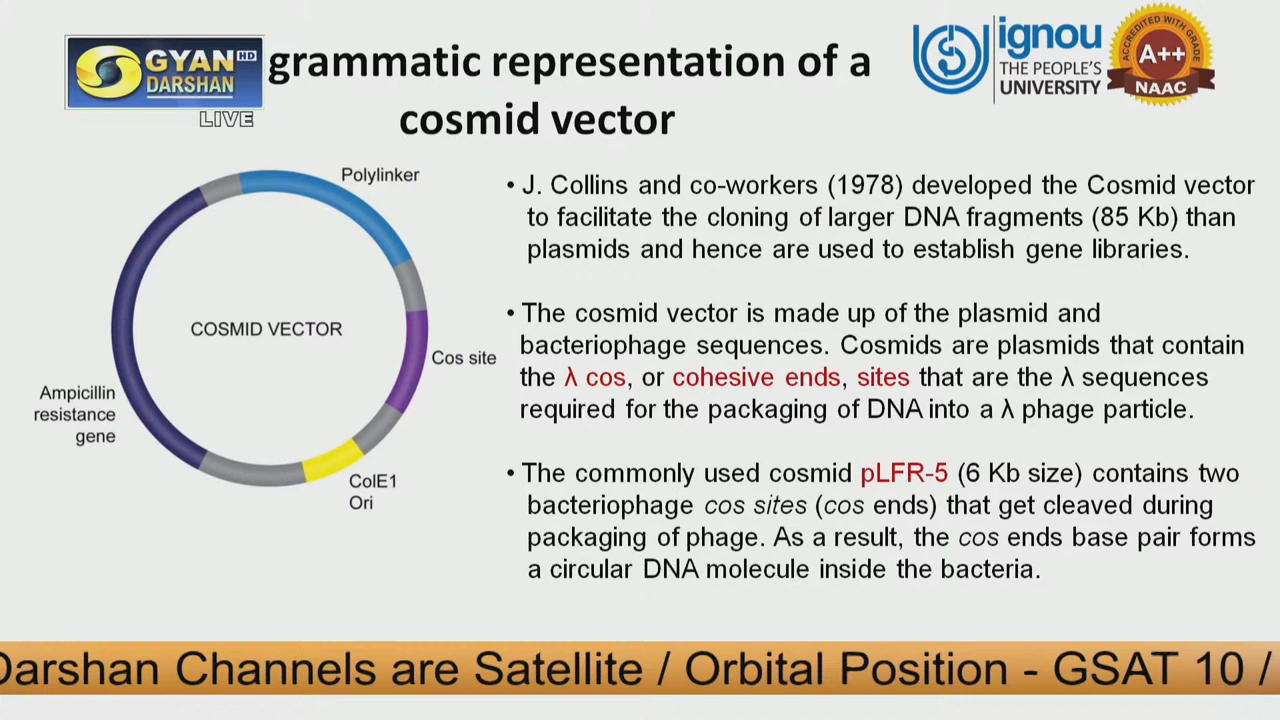 GYAN HD
DARSHAN
LIVE
grammatic representation of a
cosmid vector
ignou
THE PEOPLE'S
UNIVERSITY
ACCREDITED WITH GRADE
A++
NAAC
Polylinker
COSMID VECTOR
Cos site
Ampicillin
resistance
gene
ColE1
Ori
• J. Collins and co-workers (1978) developed the Cosmid vector
to facilitate the cloning of larger DNA fragments (85 Kb) than
plasmids and hence are used to establish gene libraries.
• The cosmid vector is made up of the plasmid and
bacteriophage sequences. Cosmids are plasmids that contain
the λ cos, or cohesive ends, sites that are the λ sequences
required for the packaging of DNA into a λ phage particle.
• The commonly used cosmid pLFR-5 (6 Kb size) contains two
bacteriophage cos sites (cos ends) that get cleaved during
packaging of phage. As a result, the cos ends base pair forms
a circular DNA molecule inside the bacteria.
Darshan Channels are Satellite / Orbital Position - GSAT 10 /